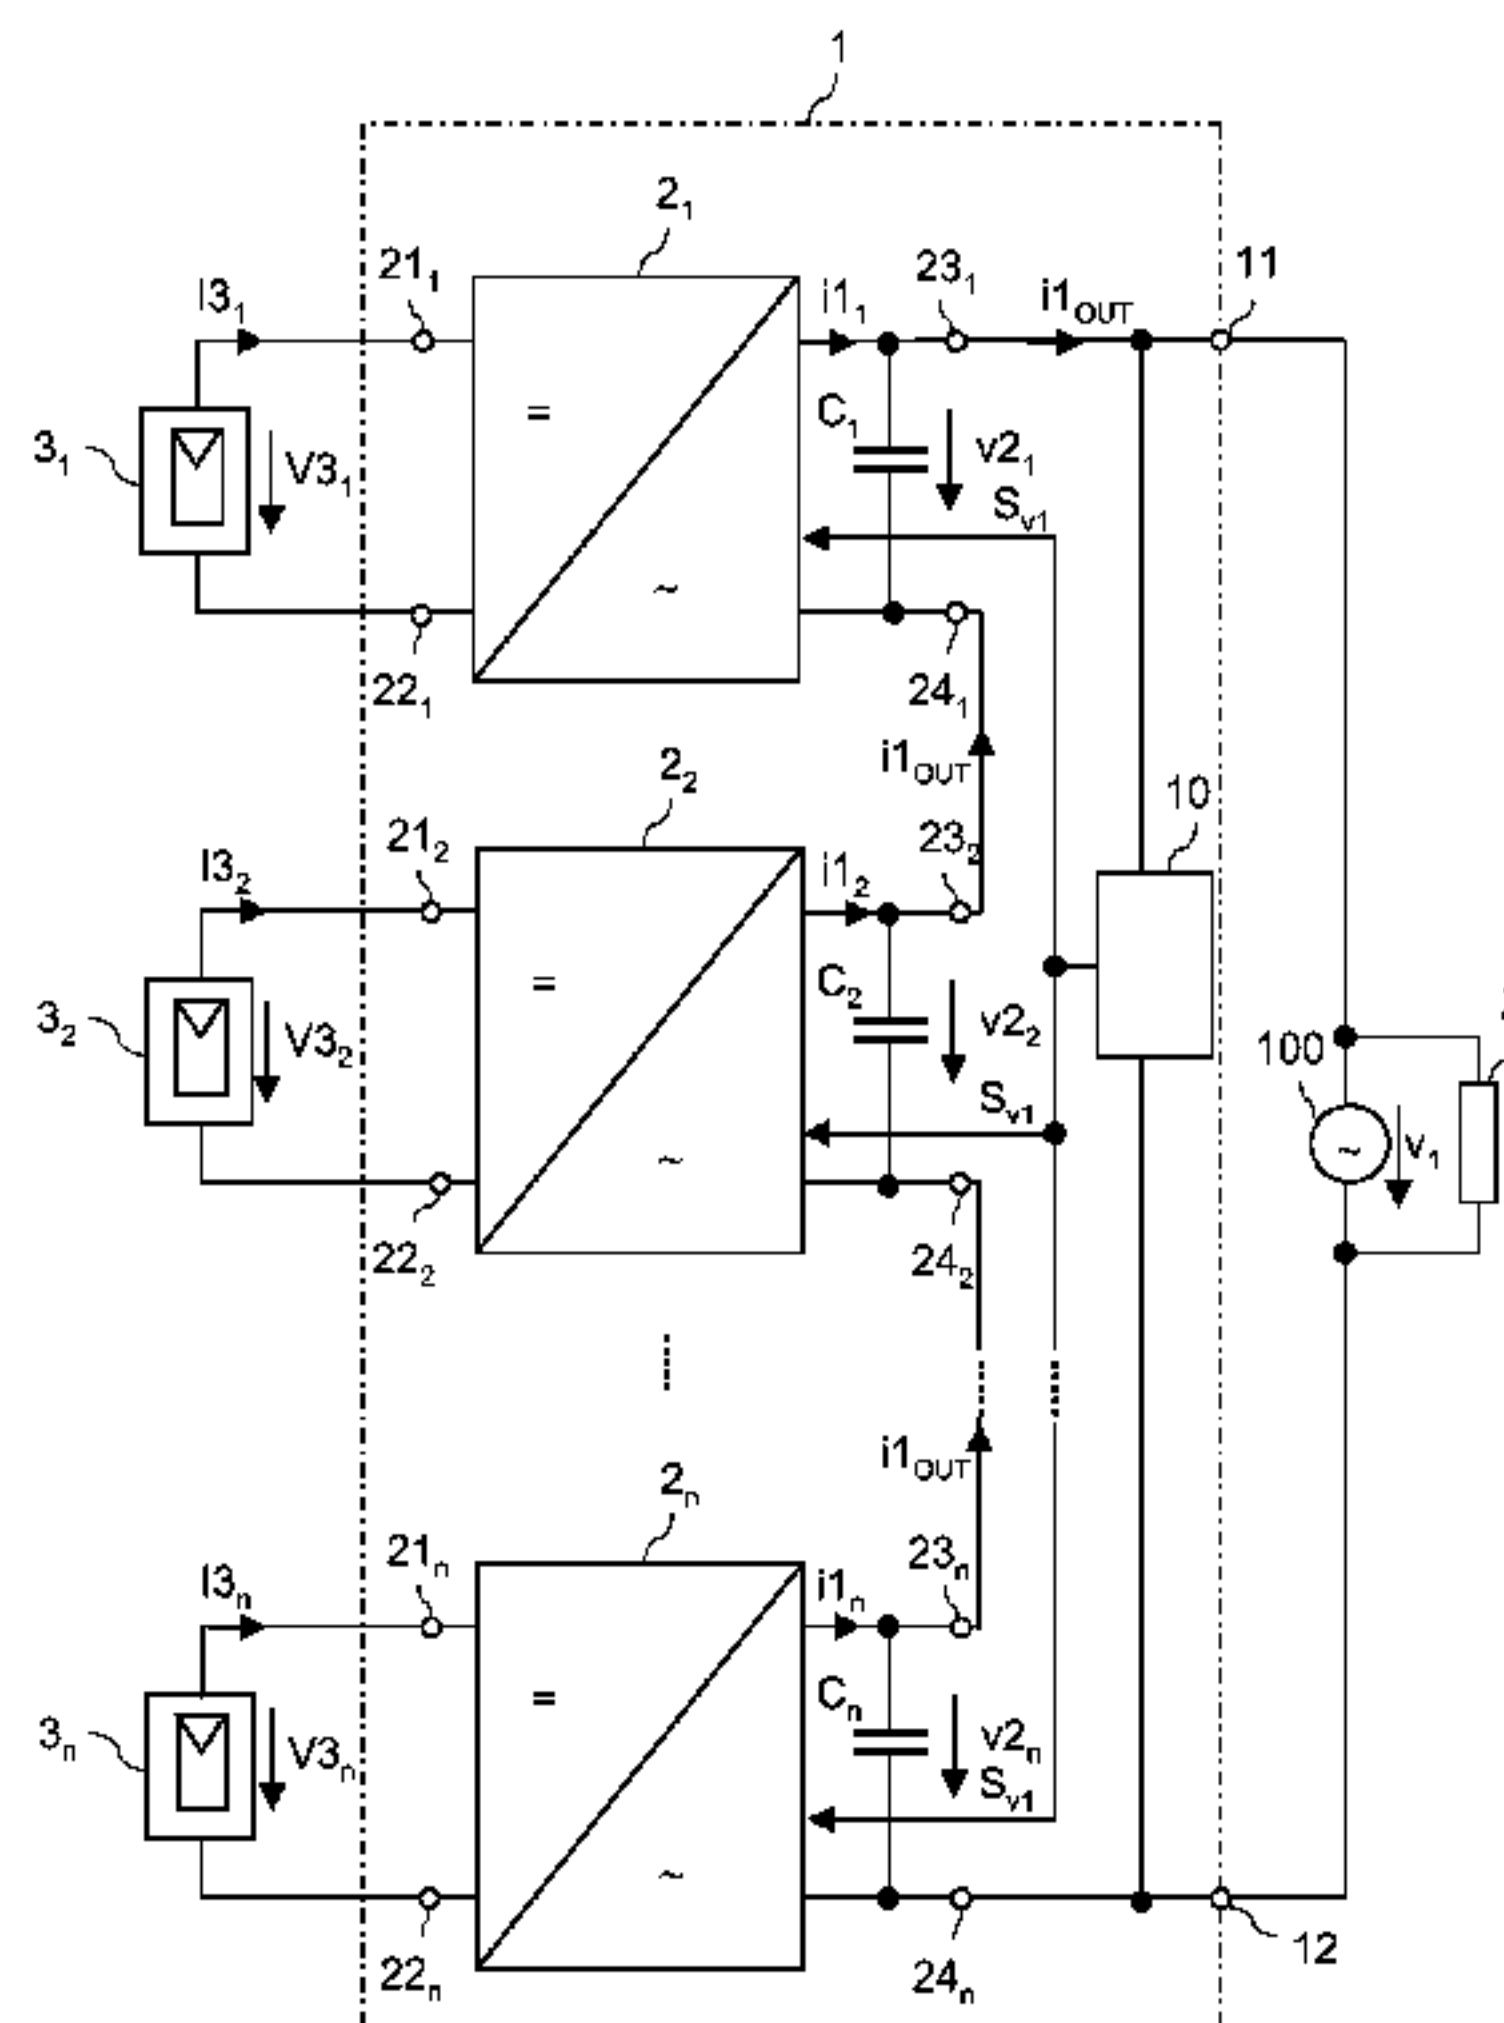 1
2₁
I3₁ 21₁ i1₁ 23₁ i1OUT 11
3₁ V3₁ = C₁ v2₁
Sv1
~
22₁ 24₁
2₂ i1OUT 10
I3₂ 21₂ i1₂ 23₂
3₂ V3₂ = C₂ v2₂ 100
Sv1
~ ~ v₁
22₂ 24₂
i1OUT
2n
I3n 21n i1n 23n
3n V3n = Cn v2n
Sv1
~
22n 24n 12